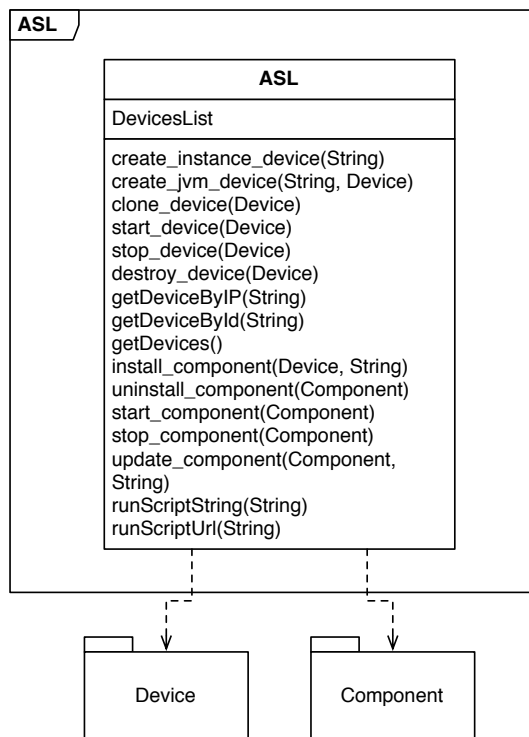 ASL
ASL
DevicesList
create_instance_device(String)
create_jvm_device(String, Device)
clone_device(Device)
start_device(Device)
stop_device(Device)
destroy_device(Device)
getDeviceByIP(String)
getDeviceById(String)
getDevices()
install_component(Device, String)
uninstall_component(Component)
start_component(Component)
stop_component(Component)
update_component(Component,
String)
runScriptString(String)
runScriptUrl(String)
Device
Component